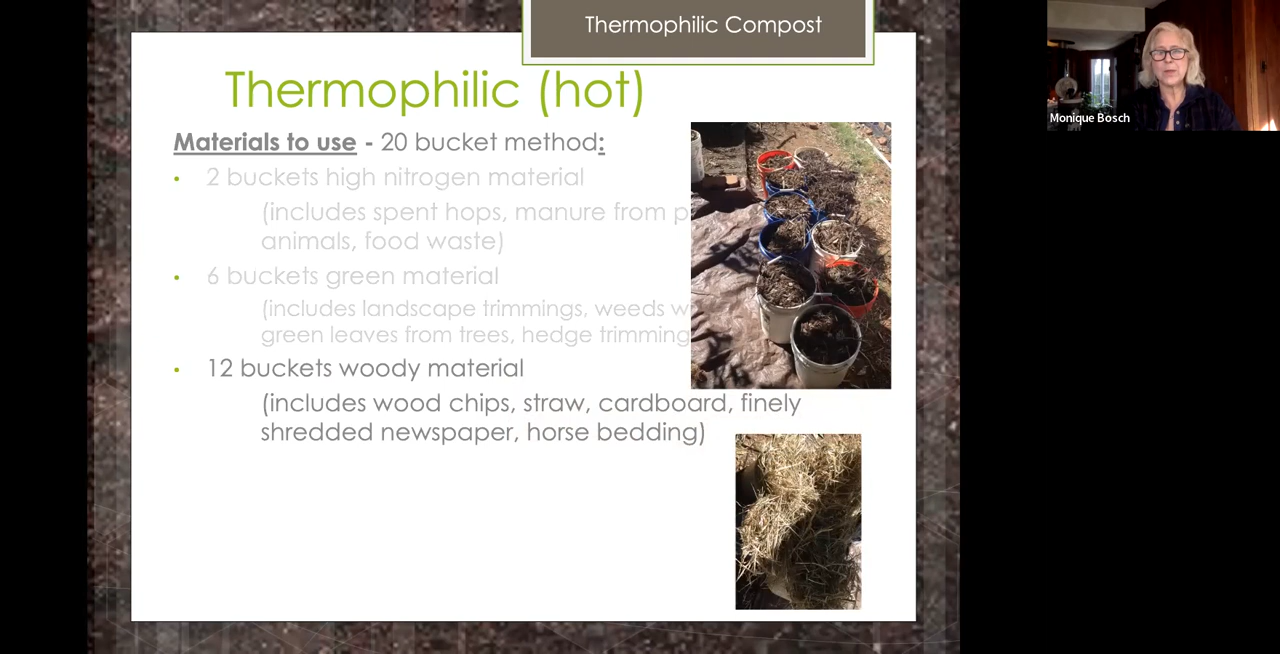 Thermophilic Compost
Thermophilic (hot)
Materials to use - 20 bucket method:
• 2 buckets high nitrogen material
(includes spent hops, manure from
animals, food waste)
• 6 buckets green material
(includes landscape trimmings, weeds
green leaves from trees, hedge trimming
• 12 buckets woody material
(includes wood chips, straw, cardboard, finely
shredded newspaper, horse bedding)
Monique Bosch